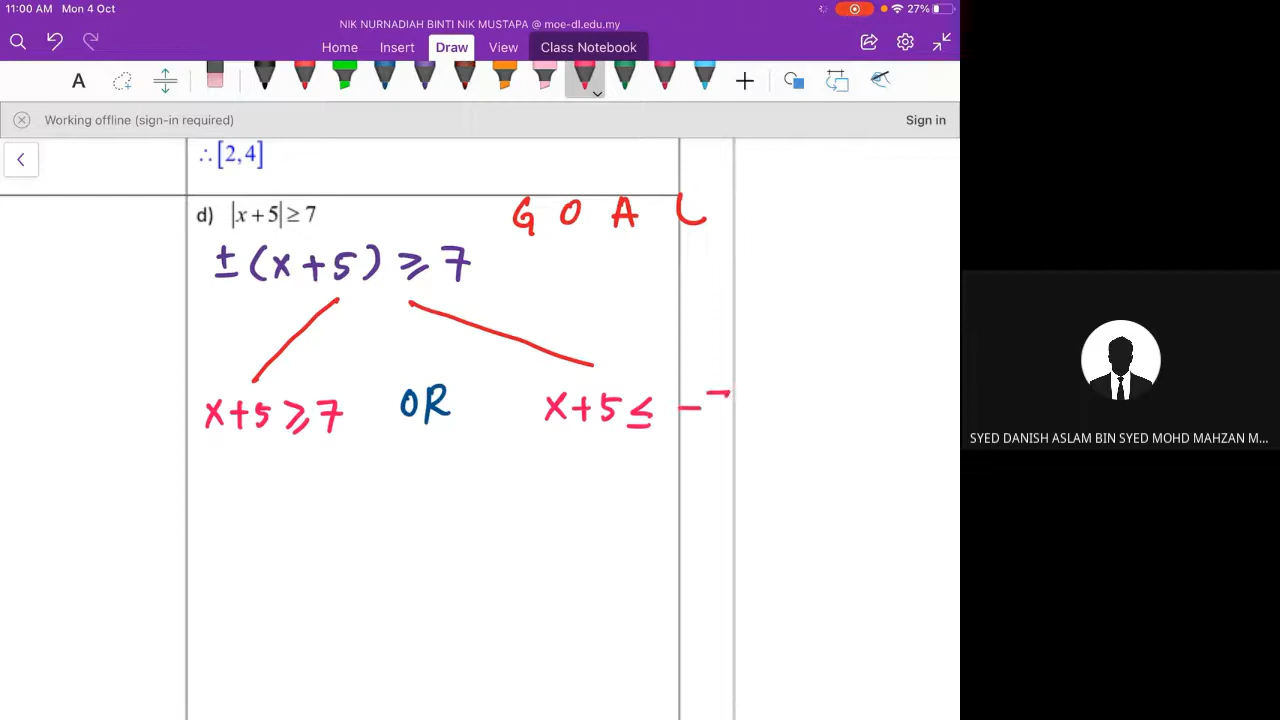 11:00 AM Mon 4 Oct
27%
NIK NURNADIAH BINTI NIK MUSTAPA @ moe-dl.edu.my
Home Insert Draw View Class Notebook
A
Working offline (sign-in required) Sign in
∴ [2, 4]
d) |x + 5| ≥ 7
G O A L
±(x+5) ≥ 7
x+5 ≥ 7 OR x+5 ≤ -7
SYED DANISH ASLAM BIN SYED MOHD MAHZAN M...